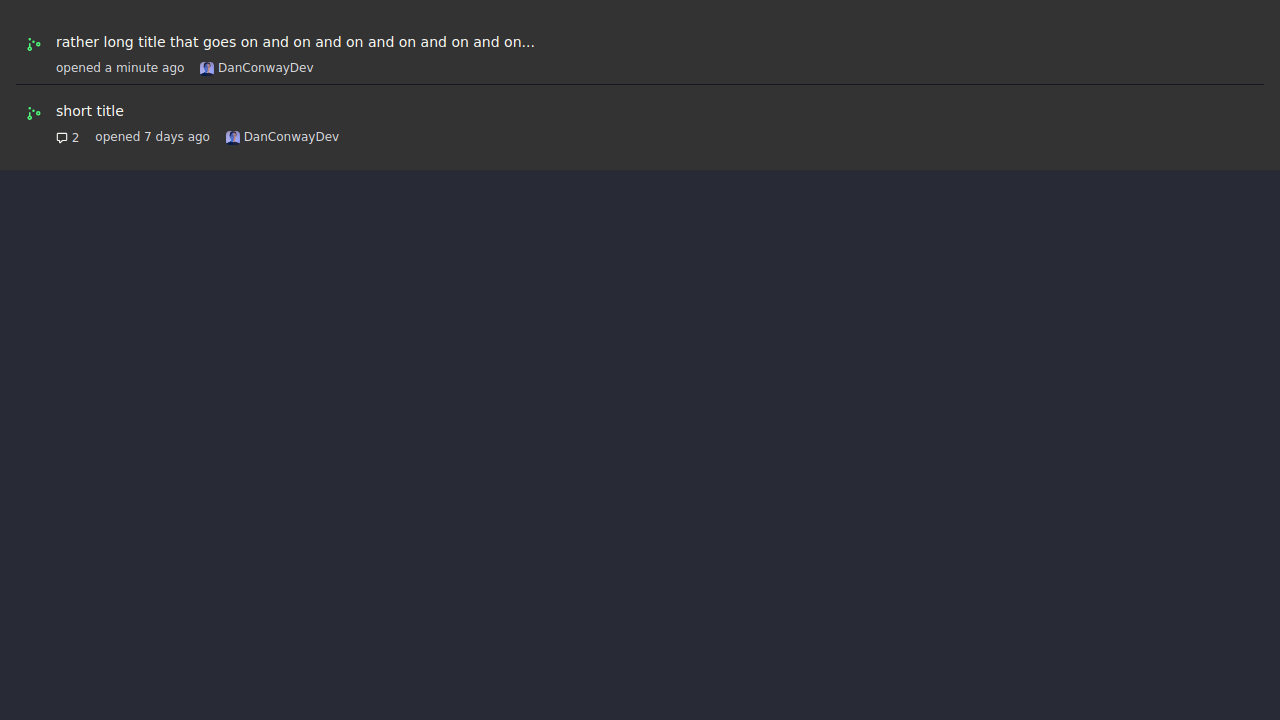 rather long title that goes on and on and on and on and on and on...
opened a minute ago DanConwayDev
short title
2 opened 7 days ago DanConwayDev